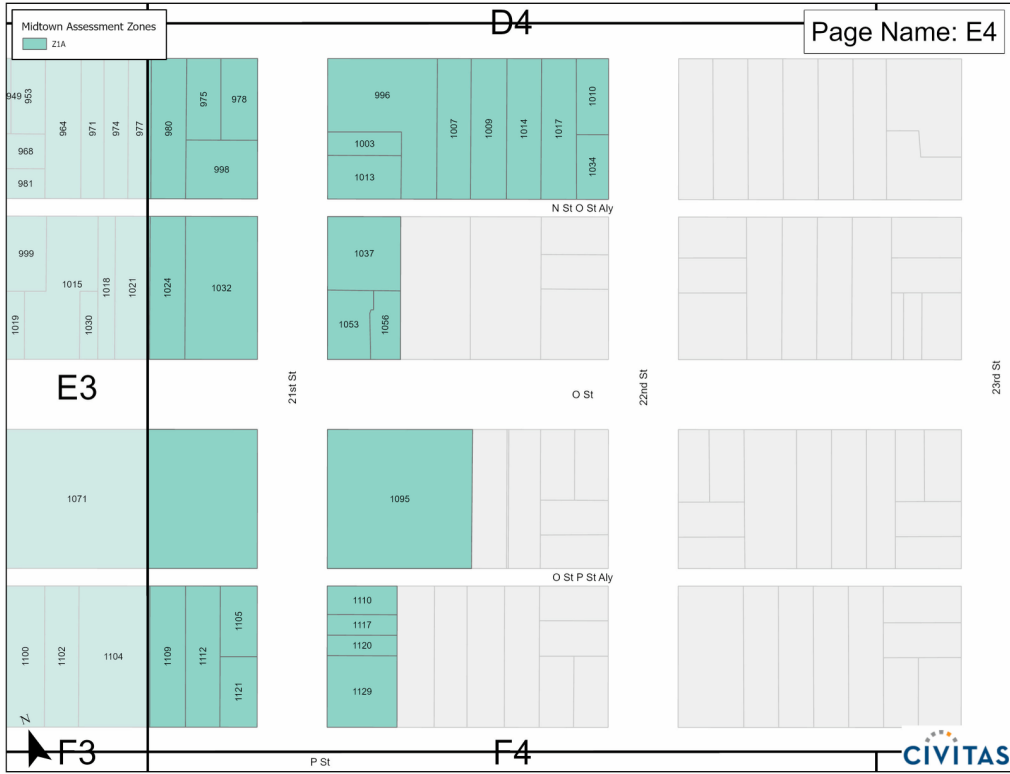 D4
Midtown Assessment Zones
Z1A
Page Name: E4
949
953
964
971
974
977
968
981
980
975
978
998
996
1003
1013
1007
1009
1014
1017
1010
1034
N St O St Aly
999
1015
1018
1021
1019
1030
1024
1032
1037
1053
1056
E3
21st St
O St
22nd St
23rd St
1071
1095
O St P St Aly
1100
1102
1104
1109
1112
1105
1121
1110
1117
1120
1129
N
F3
F4
P St
CIVITAS